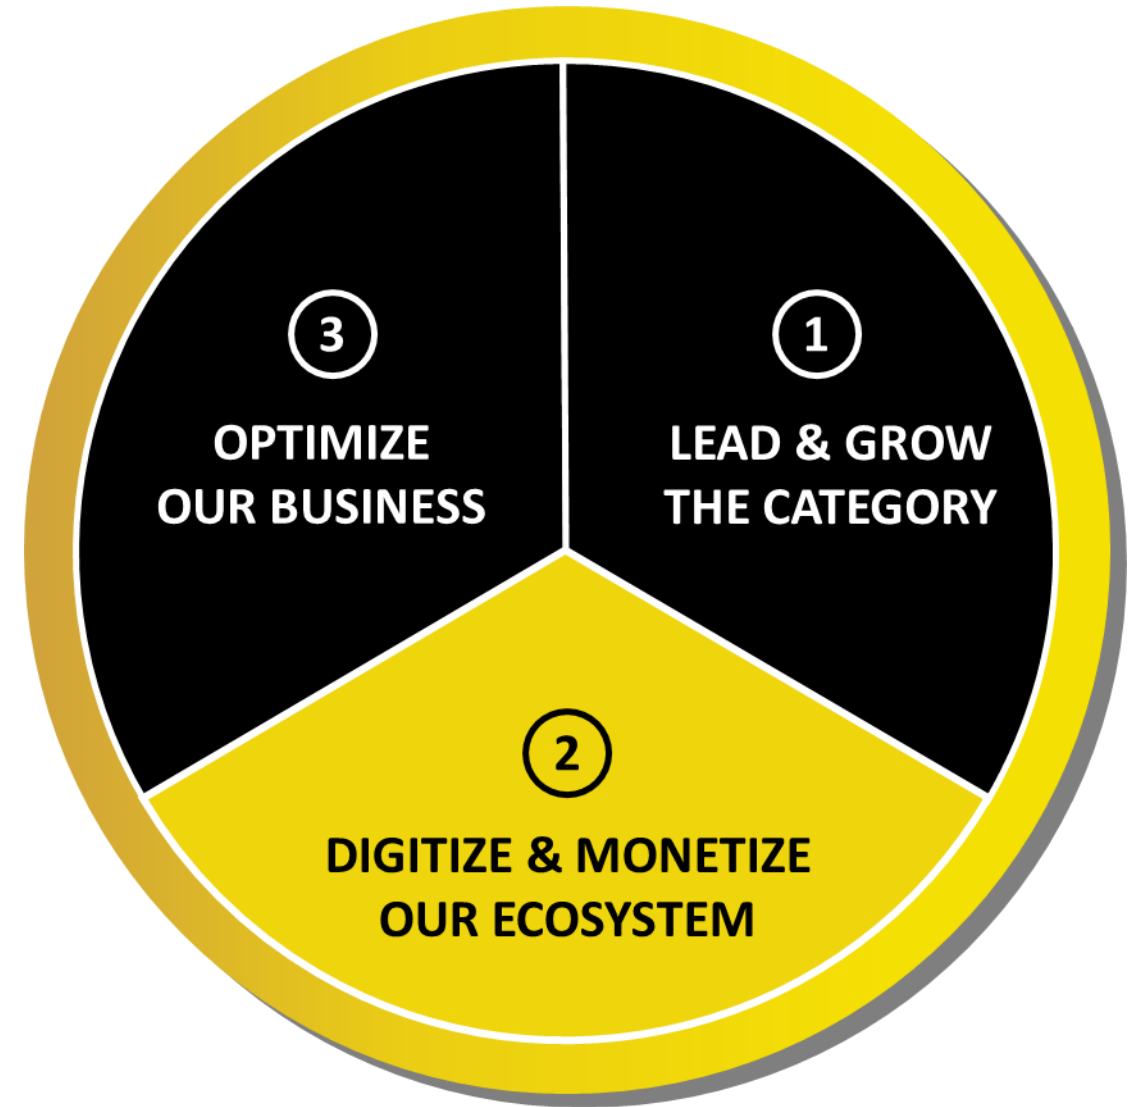 1
LEAD & GROW
THE CATEGORY
2
DIGITIZE & MONETIZE
OUR ECOSYSTEM
3
OPTIMIZE
OUR BUSINESS